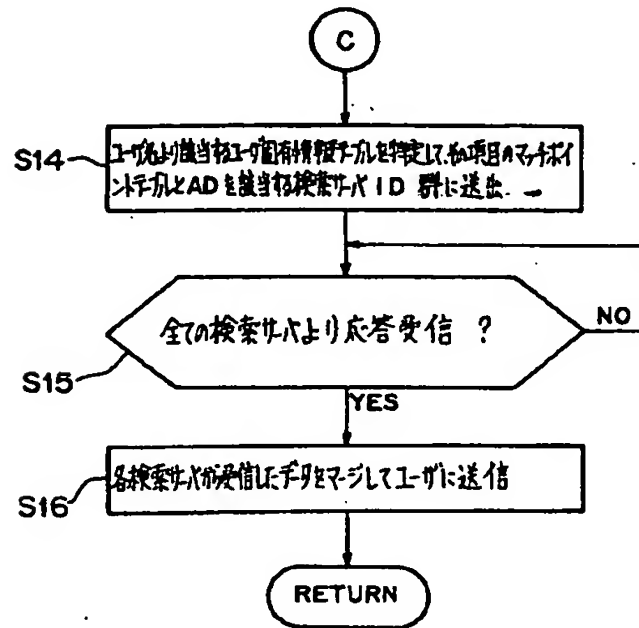 C
S14
ユーザ名より該当するユーザ固有情報テーブルを判定して、その項目のマッチポイ
ントテーブルとADを該当する検索サーバID 群に送出
全ての検索サーバより応答受信 ?
NO
S15
YES
各検索サーバから受信したデータをマージしてユーザに送信
S16
RETURN